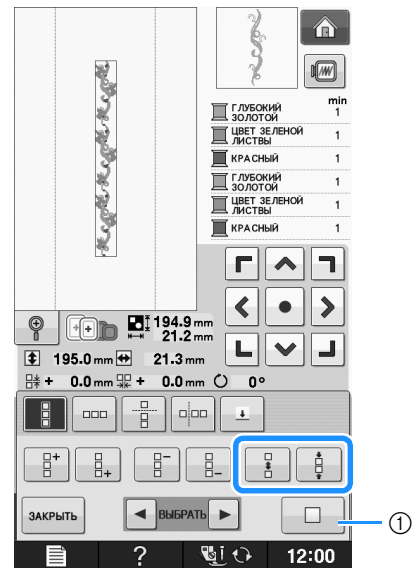 min
ГЛУБОКИЙ
ЗОЛОТОЙ 1
ЦВЕТ ЗЕЛЕНОЙ
ЛИСТВЫ 1
КРАСНЫЙ 1
ГЛУБОКИЙ
ЗОЛОТОЙ 1
ЦВЕТ ЗЕЛЕНОЙ
ЛИСТВЫ 1
КРАСНЫЙ 1
194.9 mm
21.2 mm
195.0 mm 21.3 mm
+ 0.0 mm + 0.0 mm 0°
ЗАКРЫТЬ ВЫБРАТЬ
①
? 12:00